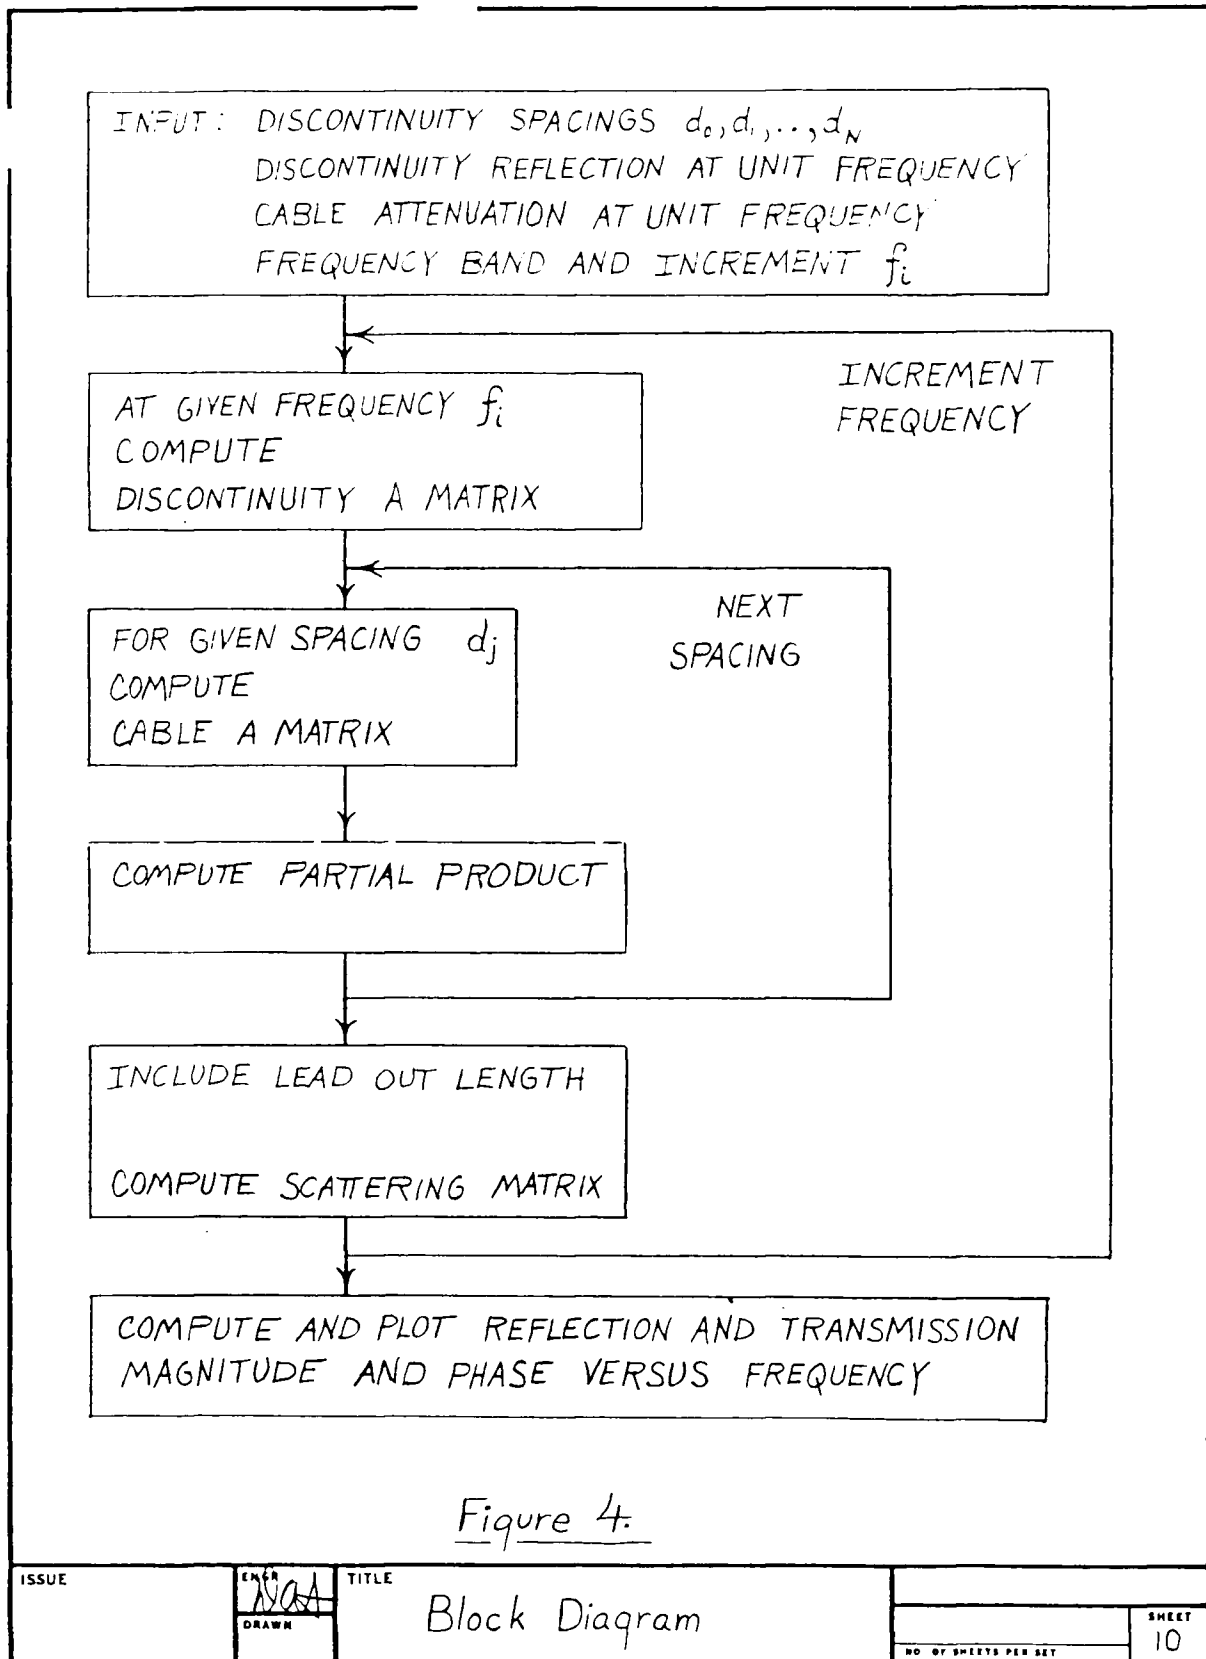 INPUT: DISCONTINUITY SPACINGS d₀, d₁, .., d_N
DISCONTINUITY REFLECTION AT UNIT FREQUENCY
CABLE ATTENUATION AT UNIT FREQUENCY
FREQUENCY BAND AND INCREMENT fᵢ
INCREMENT
FREQUENCY
AT GIVEN FREQUENCY fᵢ
COMPUTE
DISCONTINUITY A MATRIX
NEXT
SPACING
FOR GIVEN SPACING dⱼ
COMPUTE
CABLE A MATRIX
COMPUTE PARTIAL PRODUCT
INCLUDE LEAD OUT LENGTH
COMPUTE SCATTERING MATRIX
COMPUTE AND PLOT REFLECTION AND TRANSMISSION
MAGNITUDE AND PHASE VERSUS FREQUENCY
Figure 4.
ISSUE
ENGR
DRAWN
TITLE
Block Diagram
NO OF SHEETS PER SET
SHEET
10